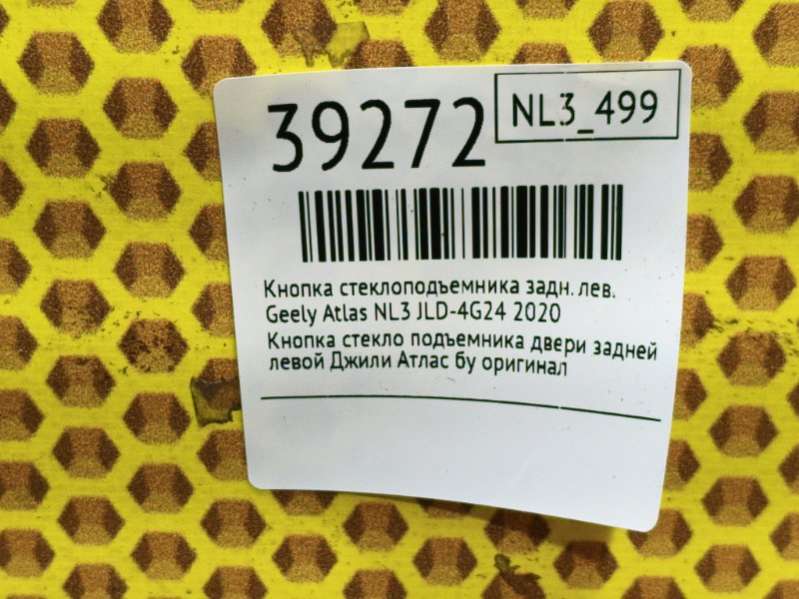 39272
NL3_499
Кнопка стеклоподъемника задн. лев.
Geely Atlas NL3 JLD-4G24 2020
Кнопка стекло подъемника двери задней
левой Джили Атлас бу оригинал